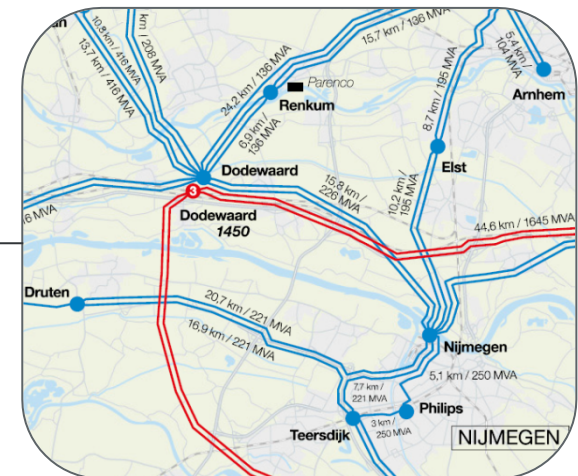 10,8 km / 416 MVA
13,7 km / 416 MVA
km / 208 MVA
24,2 km / 136 MVA
6,9 km /
136 MVA
15,7 km / 136 MVA
Parenco
Renkum
8,7 km / 195 MVA
5,4 km /
104 MVA
Arnhem
Elst
10,2 km /
195 MVA
Dodewaard
15,8 km /
226 MVA
3
Dodewaard
1450
6 MVA
44,6 km / 1645 MVA
Druten
20,7 km / 221 MVA
16,9 km / 221 MVA
Nijmegen
5,1 km / 250 MVA
7,7 km /
221 MVA
Philips
3 km /
250 MVA
Teersdijk
NIJMEGEN